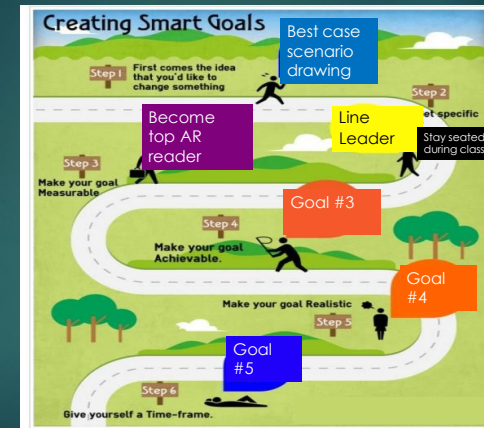 Creating Smart Goals
Best case
scenario
drawing
Step 1
First comes the idea
that you'd like to
change something
Step 2
et specific
Become
top AR
reader
Line
Leader
Stay seated
during class
Step 3
Make your goal
Measurable
Goal #3
Step 4
Make your goal
Achievable.
Goal
#4
Make your goal Realistic
Step 5
Goal
#5
Step 6
Give yourself a Time-frame.